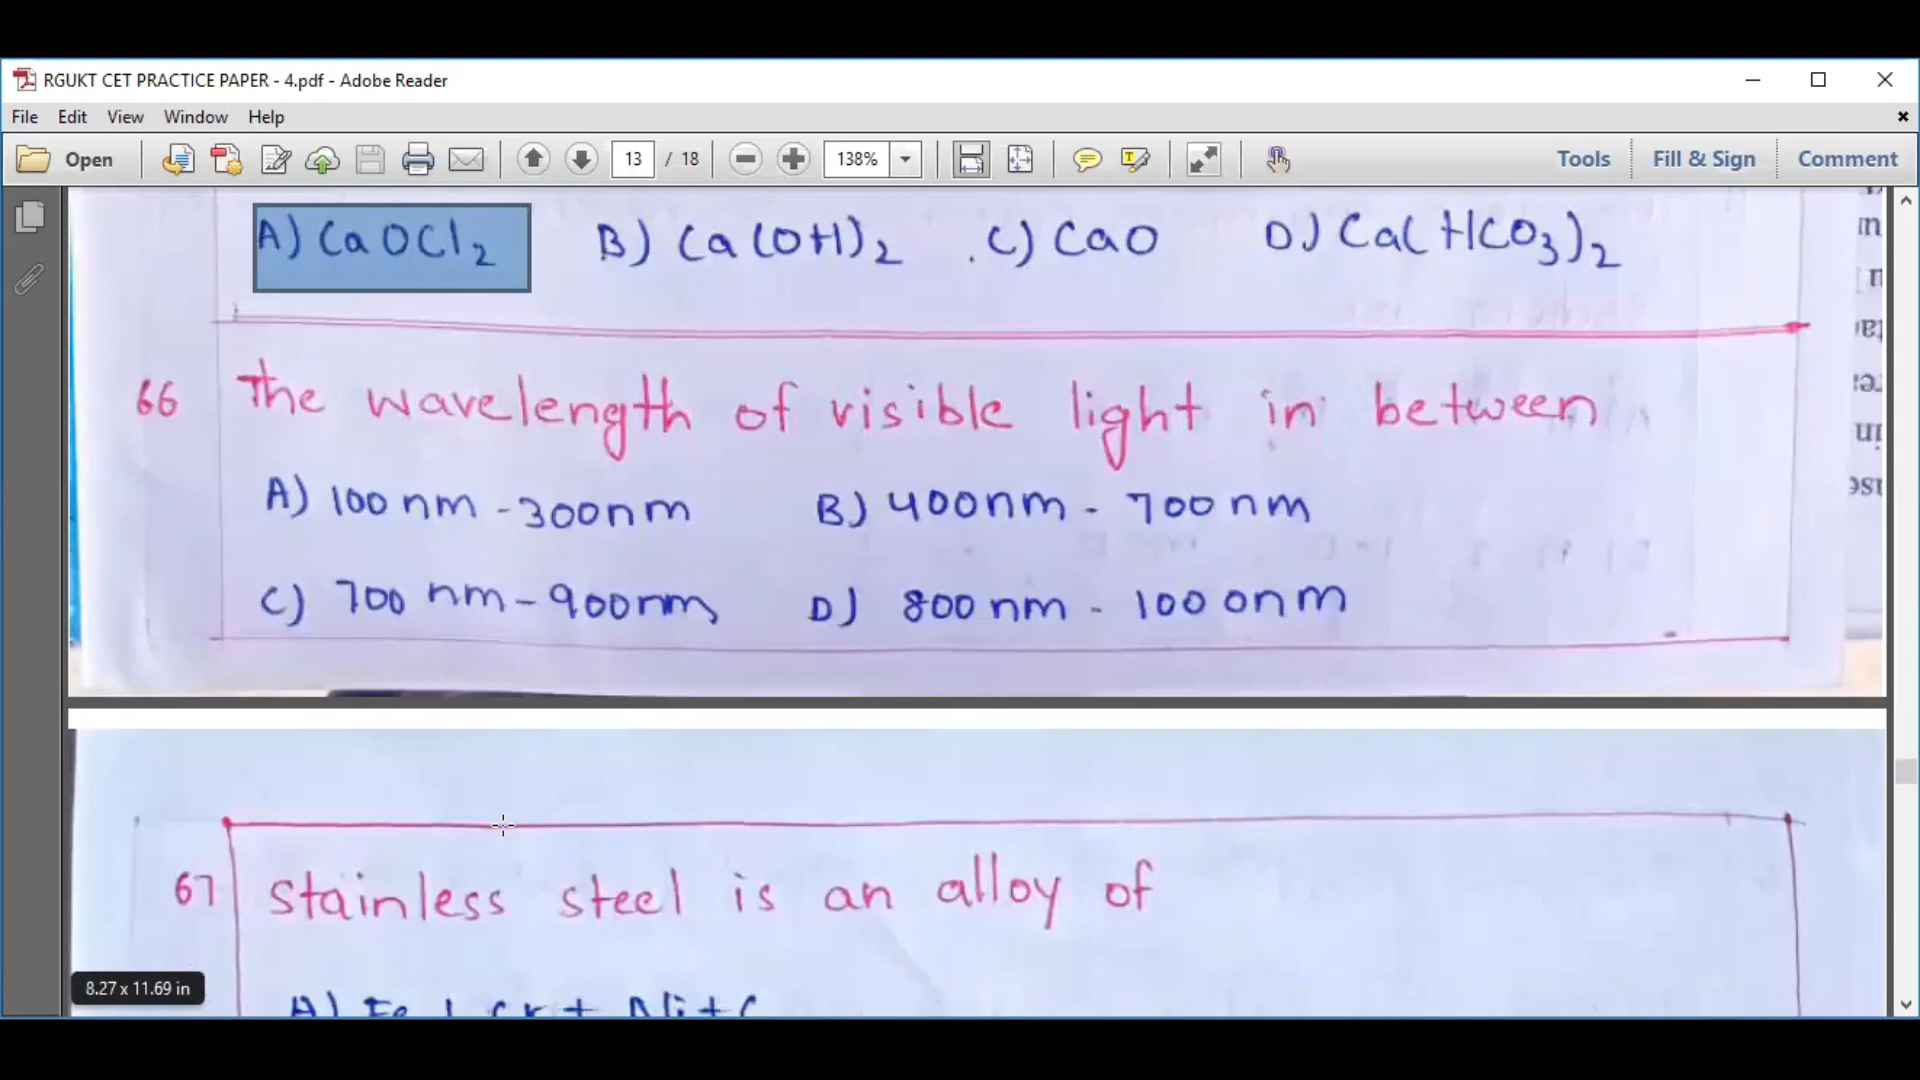 RGUKT CET PRACTICE PAPER - 4.pdf - Adobe Reader
File Edit View Window Help
Open 13 / 18 138% Tools Fill & Sign Comment
A) CaOCl2 B) Ca(OH)2 C) CaO D) Ca(HCO3)2
66 The wavelength of visible light in between
A) 100 nm - 300nm B) 400nm - 700 nm
C) 700 nm - 900nm D) 800 nm - 1000nm
67 Stainless steel is an alloy of
8.27 x 11.69 in